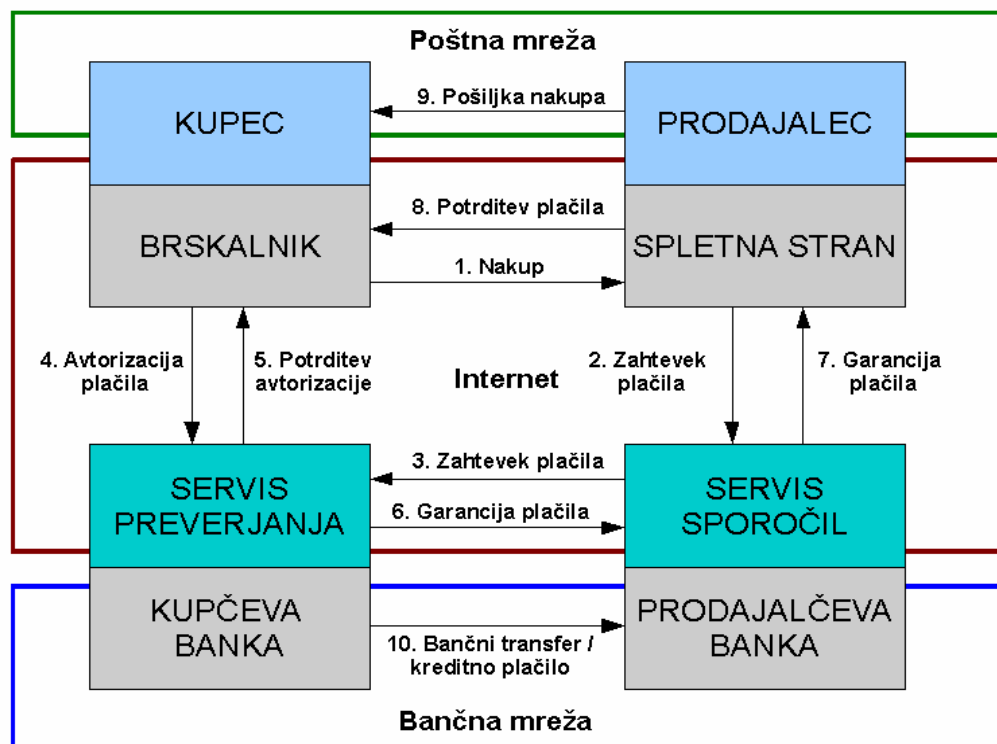 Poštna mreža
KUPEC
9. Pošiljka nakupa
PRODAJALEC
BRSKALNIK
8. Potrditev plačila
1. Nakup
SPLETNA STRAN
4. Avtorizacija
plačila
5. Potrditev
avtorizacije
Internet
2. Zahtevek
plačila
7. Garancija
plačila
SERVIS
PREVERJANJA
3. Zahtevek plačila
6. Garancija plačila
SERVIS
SPOROČIL
KUPČEVA
BANKA
10. Bančni transfer /
kreditno plačilo
PRODAJALČEVA
BANKA
Bančna mreža